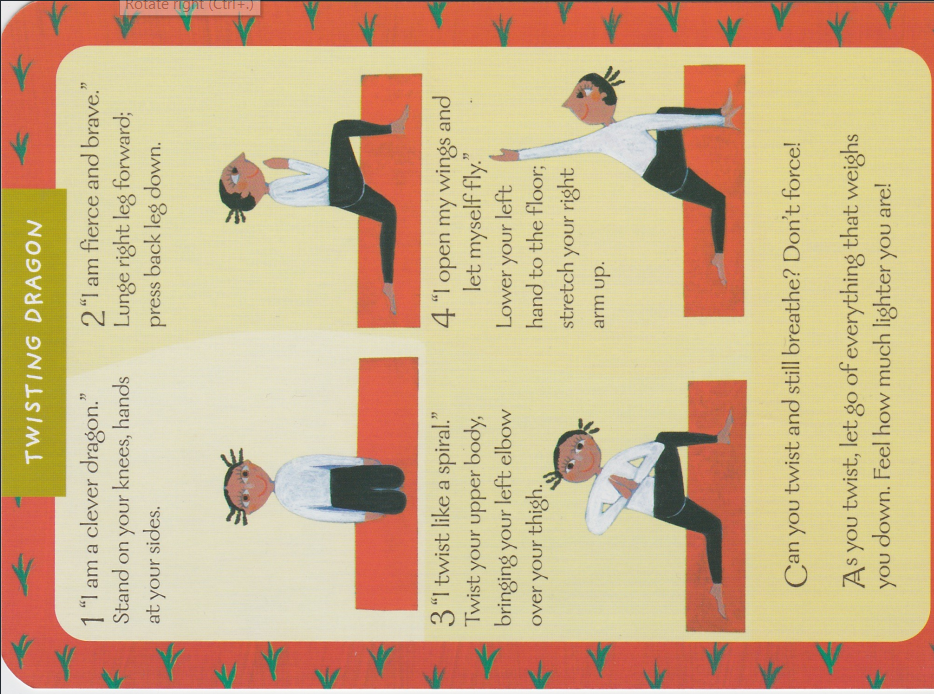 Rotate right (Ctrl+.)
TWISTING DRAGON
1 “I am a clever dragon.”
Stand on your knees, hands
at your sides.
2 “I am fierce and brave.”
Lunge right leg forward;
press back leg down.
3 “I twist like a spiral.”
Twist your upper body,
bringing your left elbow
over your thigh.
4 “I open my wings and
let myself fly.”
Lower your left
hand to the floor;
stretch your right
arm up.
Can you twist and still breathe? Don’t force!
As you twist, let go of everything that weighs
you down. Feel how much lighter you are!